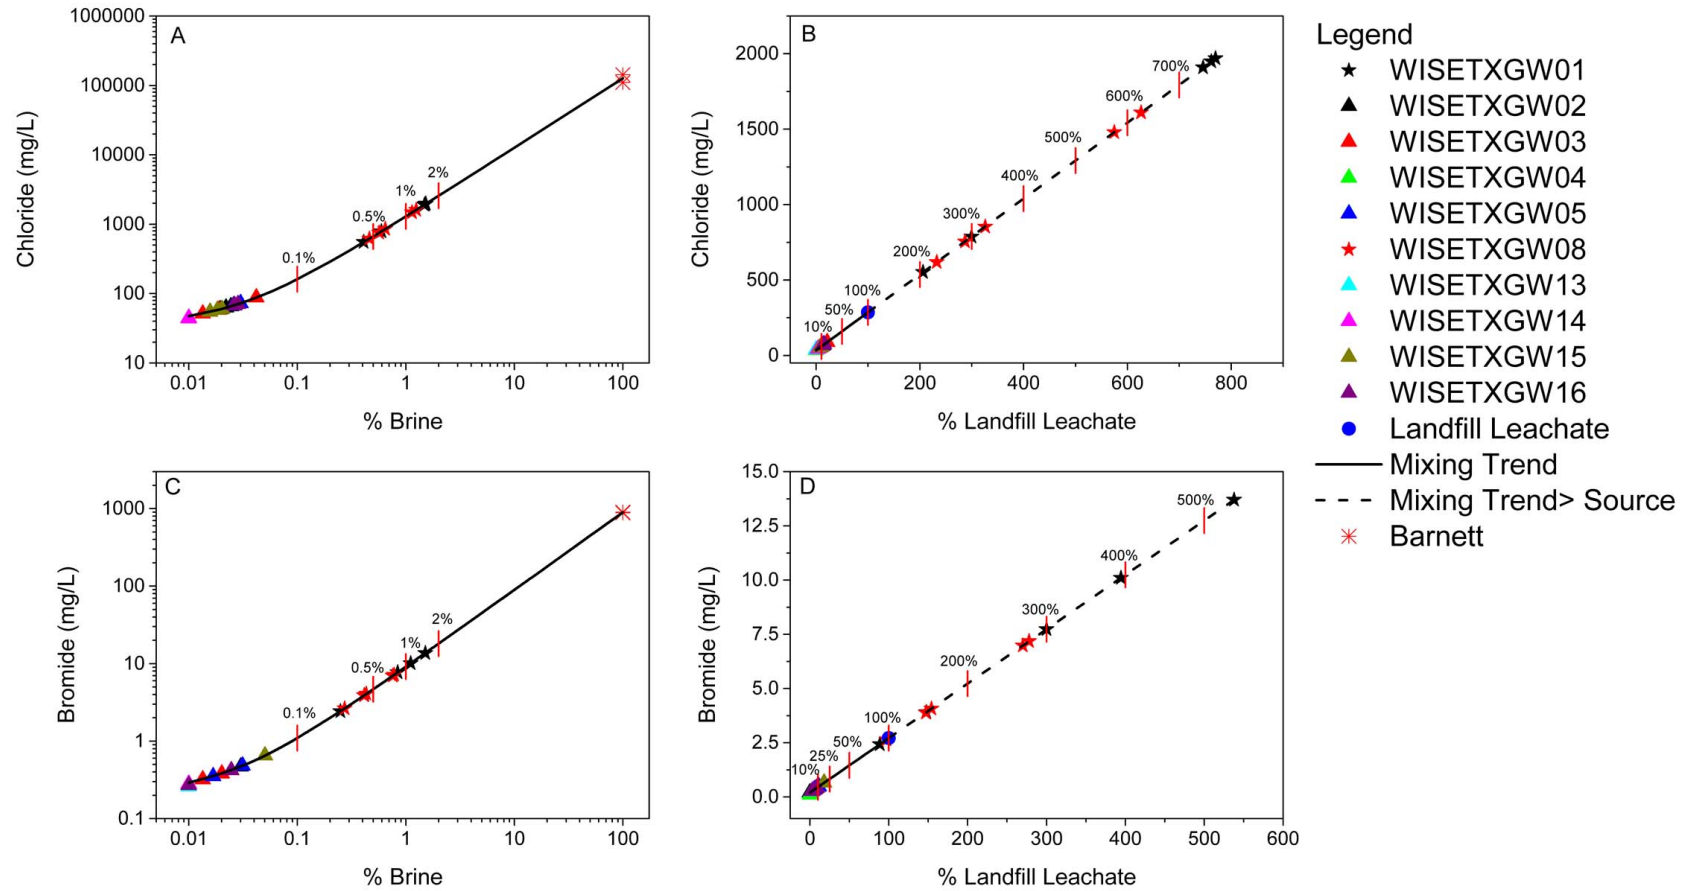 A
Chloride (mg/L)
1000000
100000
10000
1000
100
10
0.1%
0.5%
1%
2%
0.01
0.1
1
10
100
% Brine
B
Chloride (mg/L)
2000
1500
1000
500
0
10%
50%
100%
200%
300%
400%
500%
600%
700%
0
200
400
600
800
% Landfill Leachate
Legend
WISETXGW01
WISETXGW02
WISETXGW03
WISETXGW04
WISETXGW05
WISETXGW08
WISETXGW13
WISETXGW14
WISETXGW15
WISETXGW16
Landfill Leachate
Mixing Trend
Mixing Trend> Source
Barnett
C
Bromide (mg/L)
1000
100
10
1
0.1
0.1%
0.5%
1%
2%
0.01
0.1
1
10
100
% Brine
D
Bromide (mg/L)
15.0
12.5
10.0
7.5
5.0
2.5
0.0
10%
25%
50%
100%
200%
300%
400%
500%
0
100
200
300
400
500
600
% Landfill Leachate